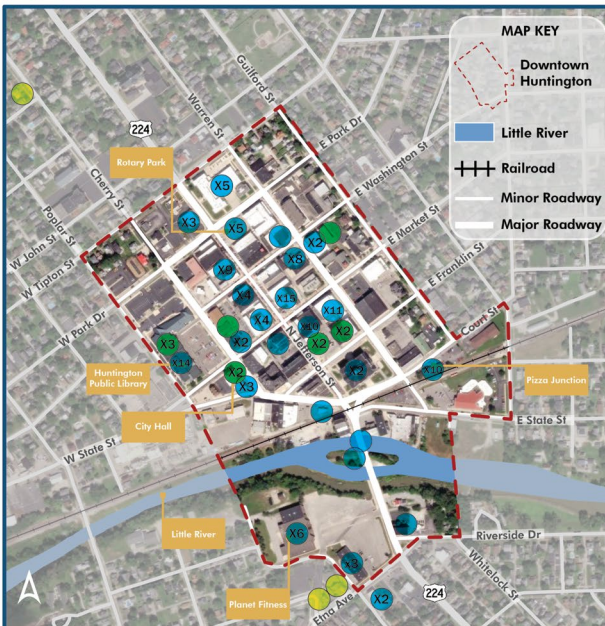 MAP KEY
Downtown
Huntington
Little River
Railroad
Minor Roadway
Major Roadway
Guilford St
Warren St
224
Cherry St
Poplar St
W John St
W Tipton St
W Park Dr
E Park Dr
E Washington St
E Market St
E Franklin St
Court St
Rotary Park
X5
X3
X5
X2
X8
X9
X4
X15
X11
X4
X10
X2
X2
X2
N Jefferson St
X3
X14
X2
X3
X2
X10
Huntington
Public Library
City Hall
Pizza Junction
W State St
E State St
Little River
X6
X3
X2
Planet Fitness
Riverside Dr
Whitelock St
Etna Ave
224